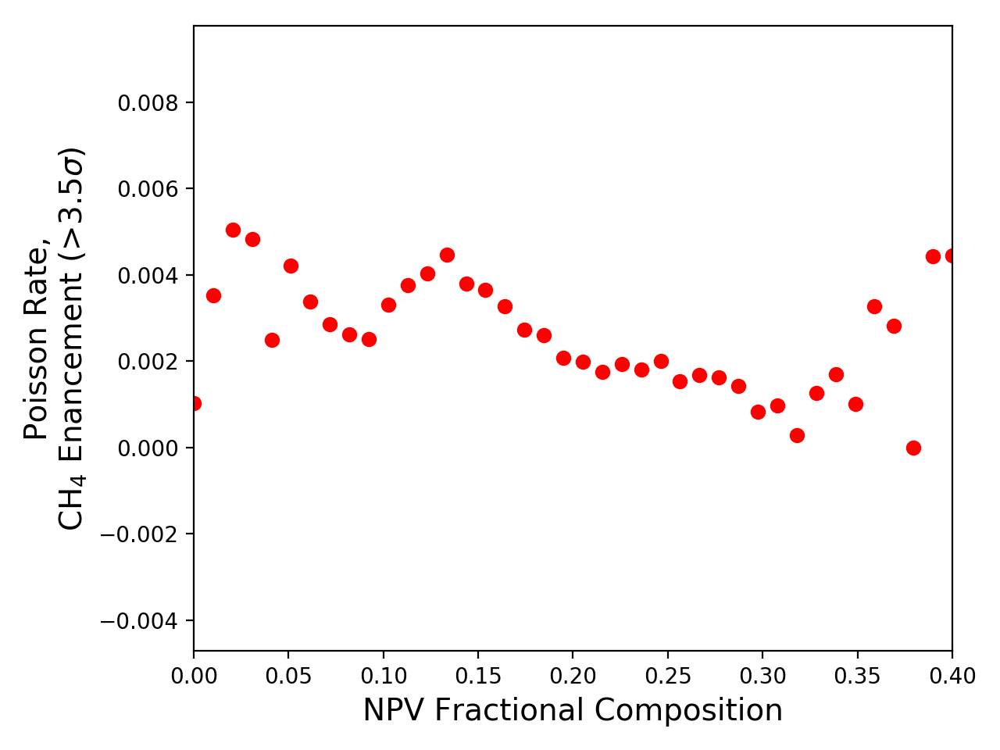 Poisson Rate,
CH₄ Enancement (>3.5σ)
0.008
0.006
0.004
0.002
0.000
−0.002
−0.004
0.00 0.05 0.10 0.15 0.20 0.25 0.30 0.35 0.40
NPV Fractional Composition